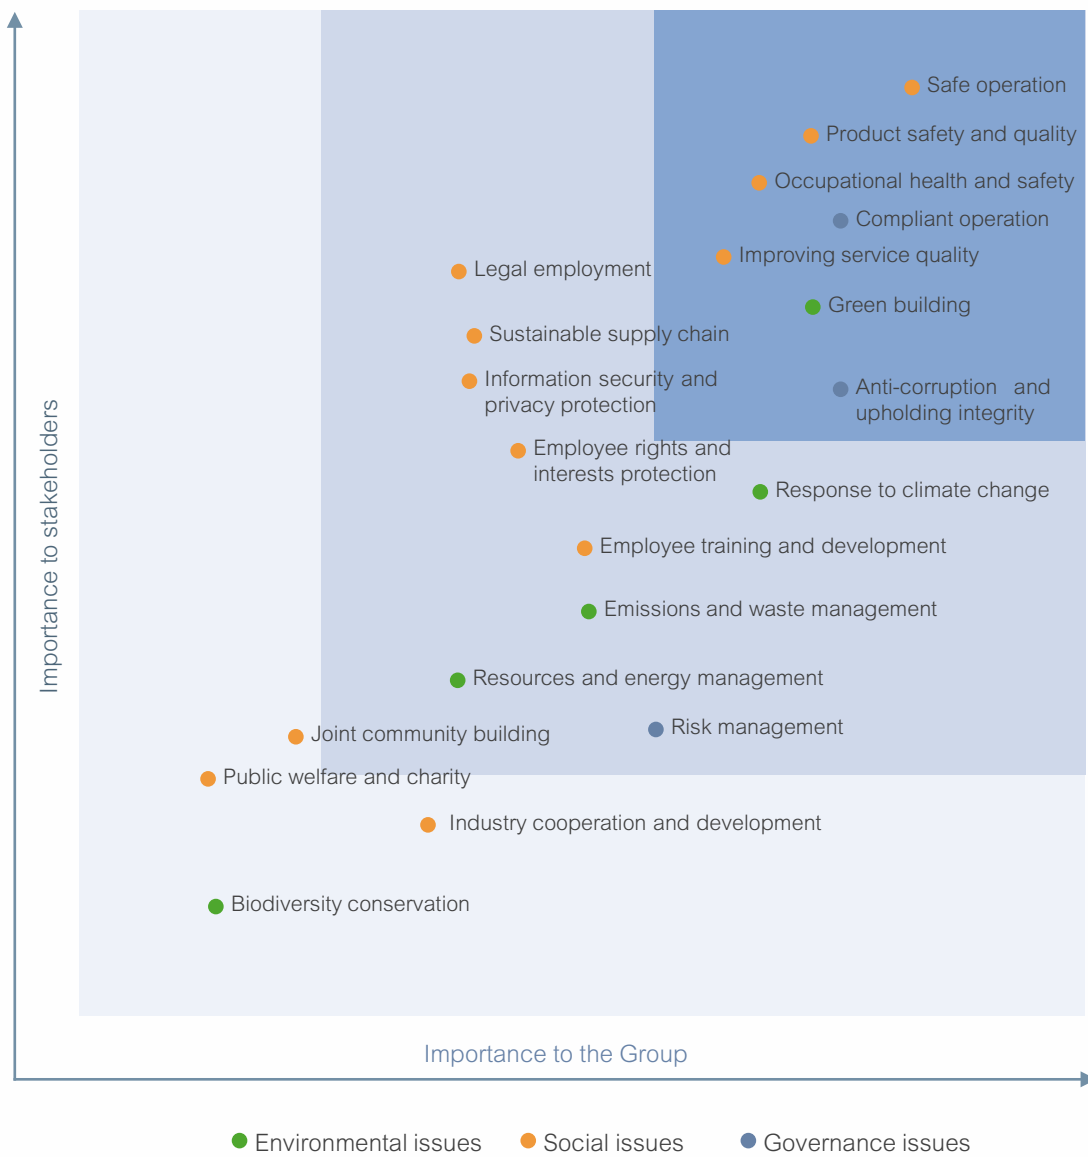 Safe operation
Product safety and quality
Occupational health and safety
Compliant operation
Improving service quality
Legal employment
Green building
Sustainable supply chain
Information security and
privacy protection
Anti-corruption and
upholding integrity
Employee rights and
interests protection
Response to climate change
Employee training and development
Emissions and waste management
Resources and energy management
Risk management
Joint community building
Public welfare and charity
Industry cooperation and development
Biodiversity conservation
Importance to stakeholders
Importance to the Group
Environmental issues
Social issues
Governance issues